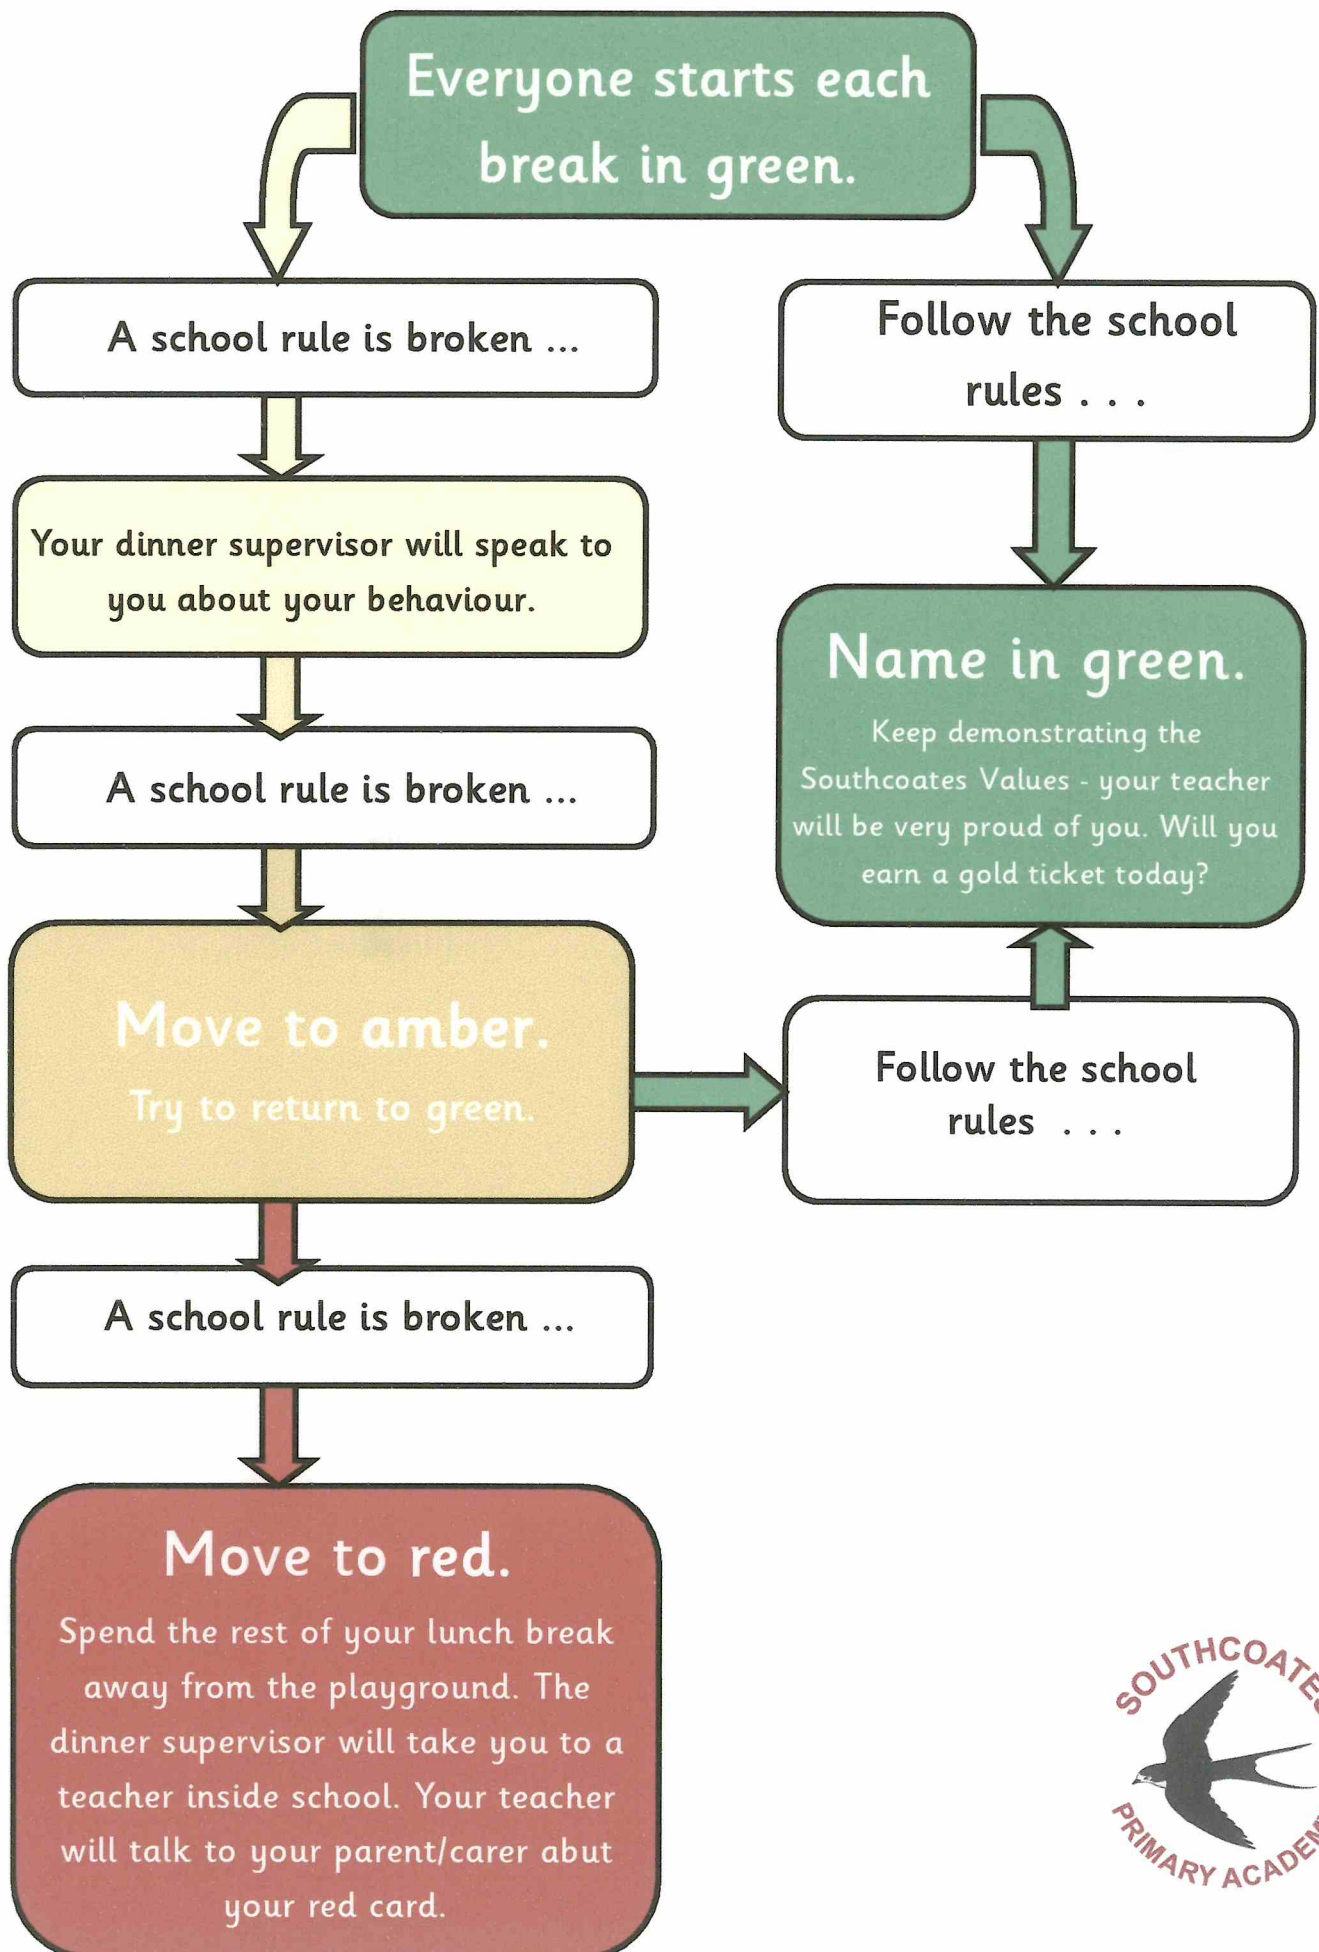 Everyone starts each
break in green.
A school rule is broken ...
Follow the school
rules . . .
Your dinner supervisor will speak to
you about your behaviour.
Name in green.
Keep demonstrating the
Southcoates Values - your teacher
will be very proud of you. Will you
earn a gold ticket today?
A school rule is broken ...
Move to amber.
Try to return to green.
Follow the school
rules . . .
A school rule is broken ...
Move to red.
Spend the rest of your lunch break
away from the playground. The
dinner supervisor will take you to a
teacher inside school. Your teacher
will talk to your parent/carer abut
your red card.
SOUTHCOATES
PRIMARY ACADEMY